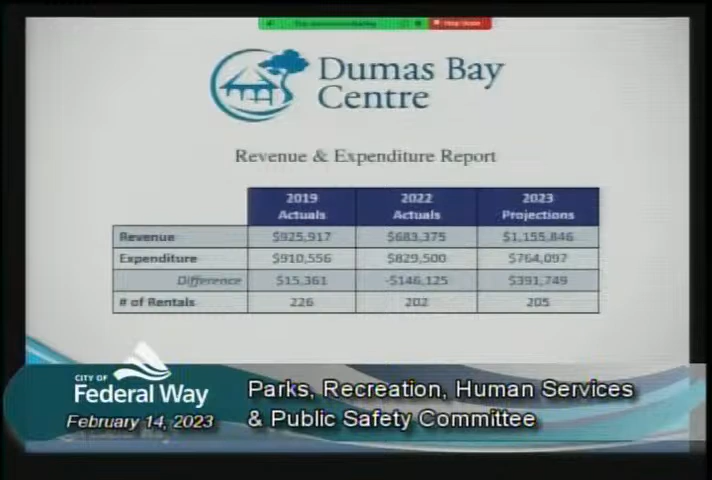 Dumas Bay
Centre
Revenue & Expenditure Report
2019 Actuals 2022 Actuals 2023 Projections
Revenue $925,917 $683,375 $1,155,846
Expenditure $910,556 $829,500 $764,097
Difference $15,361 -$146,125 $391,749
# of Rentals 226 202 205
CITY OF
Federal Way
February 14, 2023
Parks, Recreation, Human Services
& Public Safety Committee